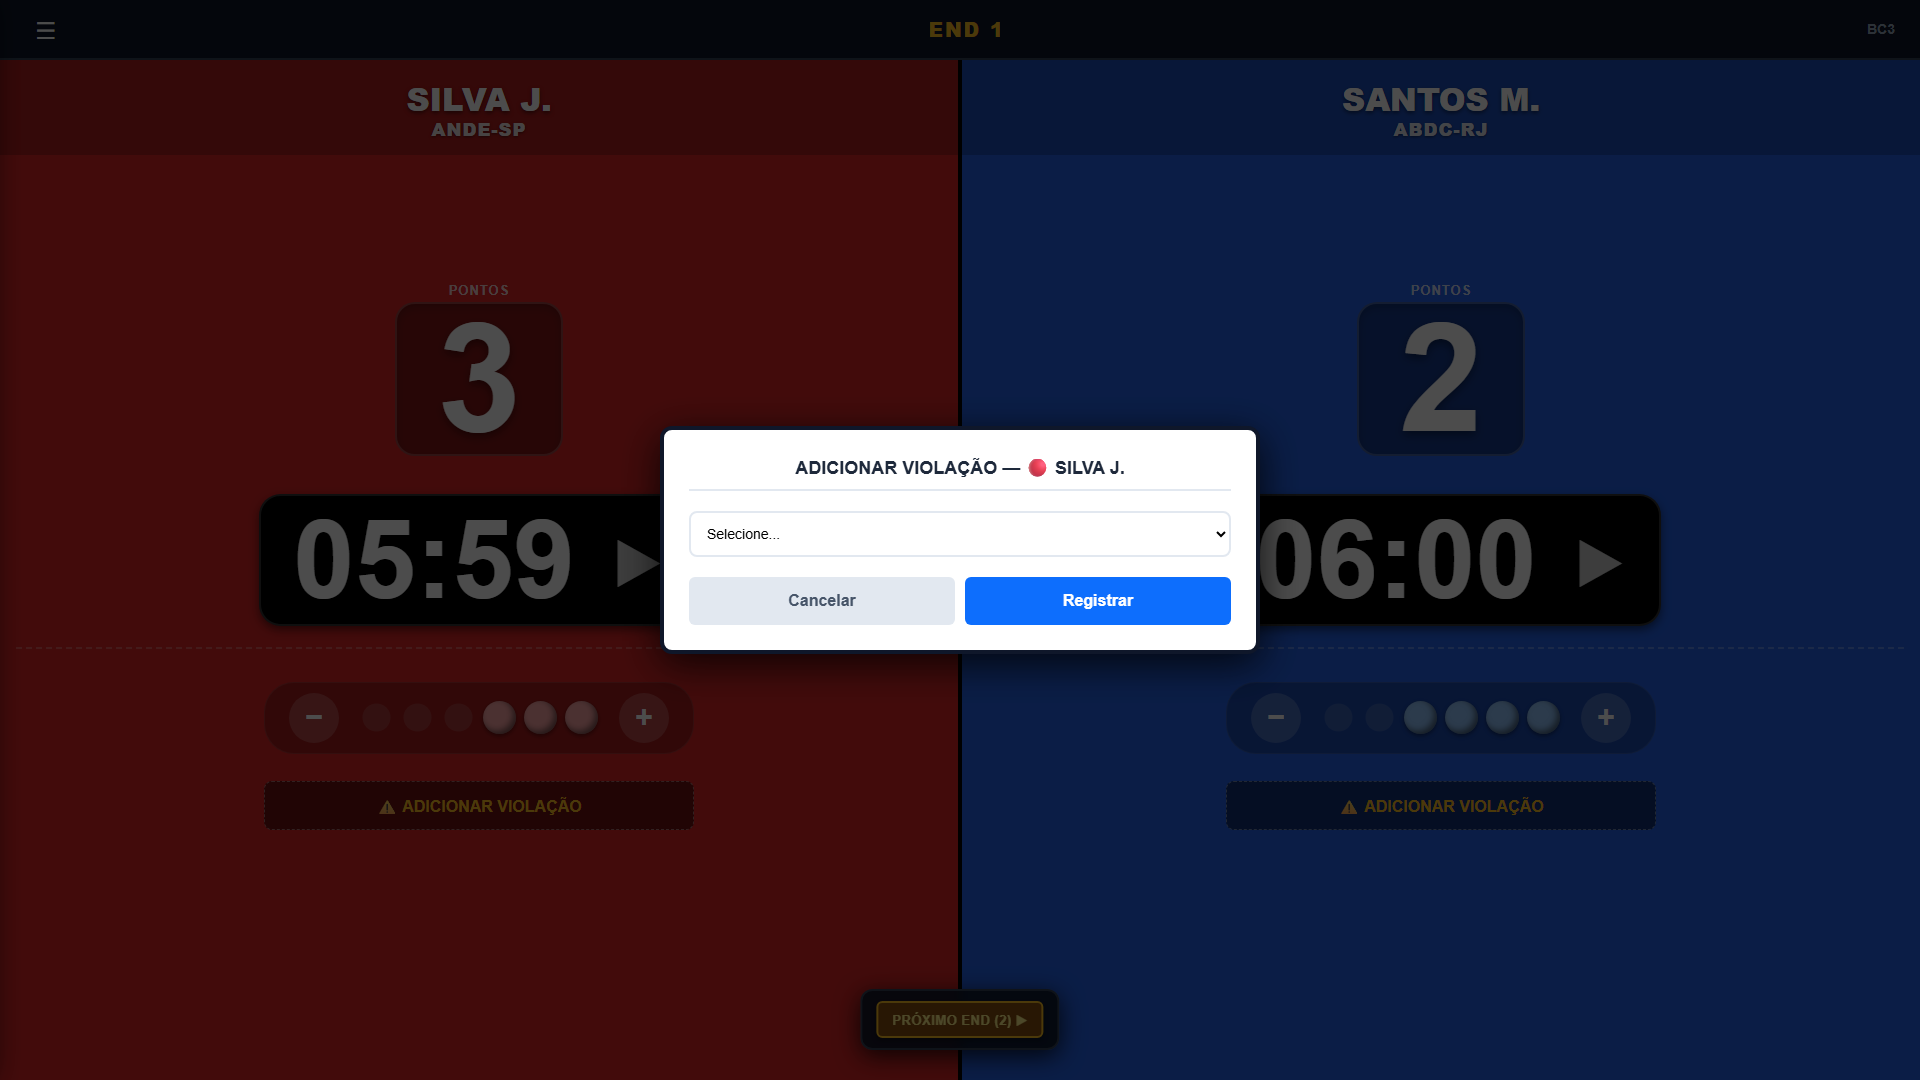 ☰
END 1
BC3
SILVA J.
ANDE-SP
SANTOS M.
ABDC-RJ
PONTOS
3
PONTOS
2
05:59 ▶
06:00 ▶
ADICIONAR VIOLAÇÃO — 🔴 SILVA J.
Selecione...
Cancelar
Registrar
− +
− +
⚠ ADICIONAR VIOLAÇÃO
⚠ ADICIONAR VIOLAÇÃO
PRÓXIMO END (2) ▶